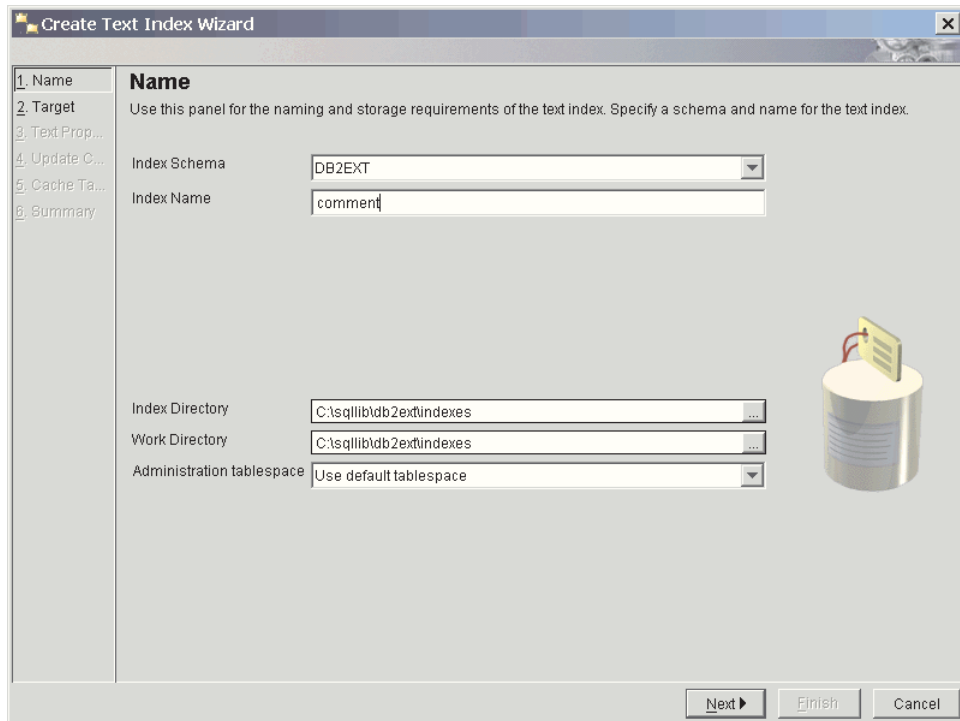 Create Text Index Wizard
1. Name
2. Target
3. Text Prop...
4. Update C...
5. Cache Ta...
6. Summary
Name
Use this panel for the naming and storage requirements of the text index. Specify a schema and name for the text index.
Index Schema DB2EXT
Index Name comment
Index Directory C:\sqllib\db2ext\indexes ...
Work Directory C:\sqllib\db2ext\indexes ...
Administration tablespace Use default tablespace
Next Finish Cancel